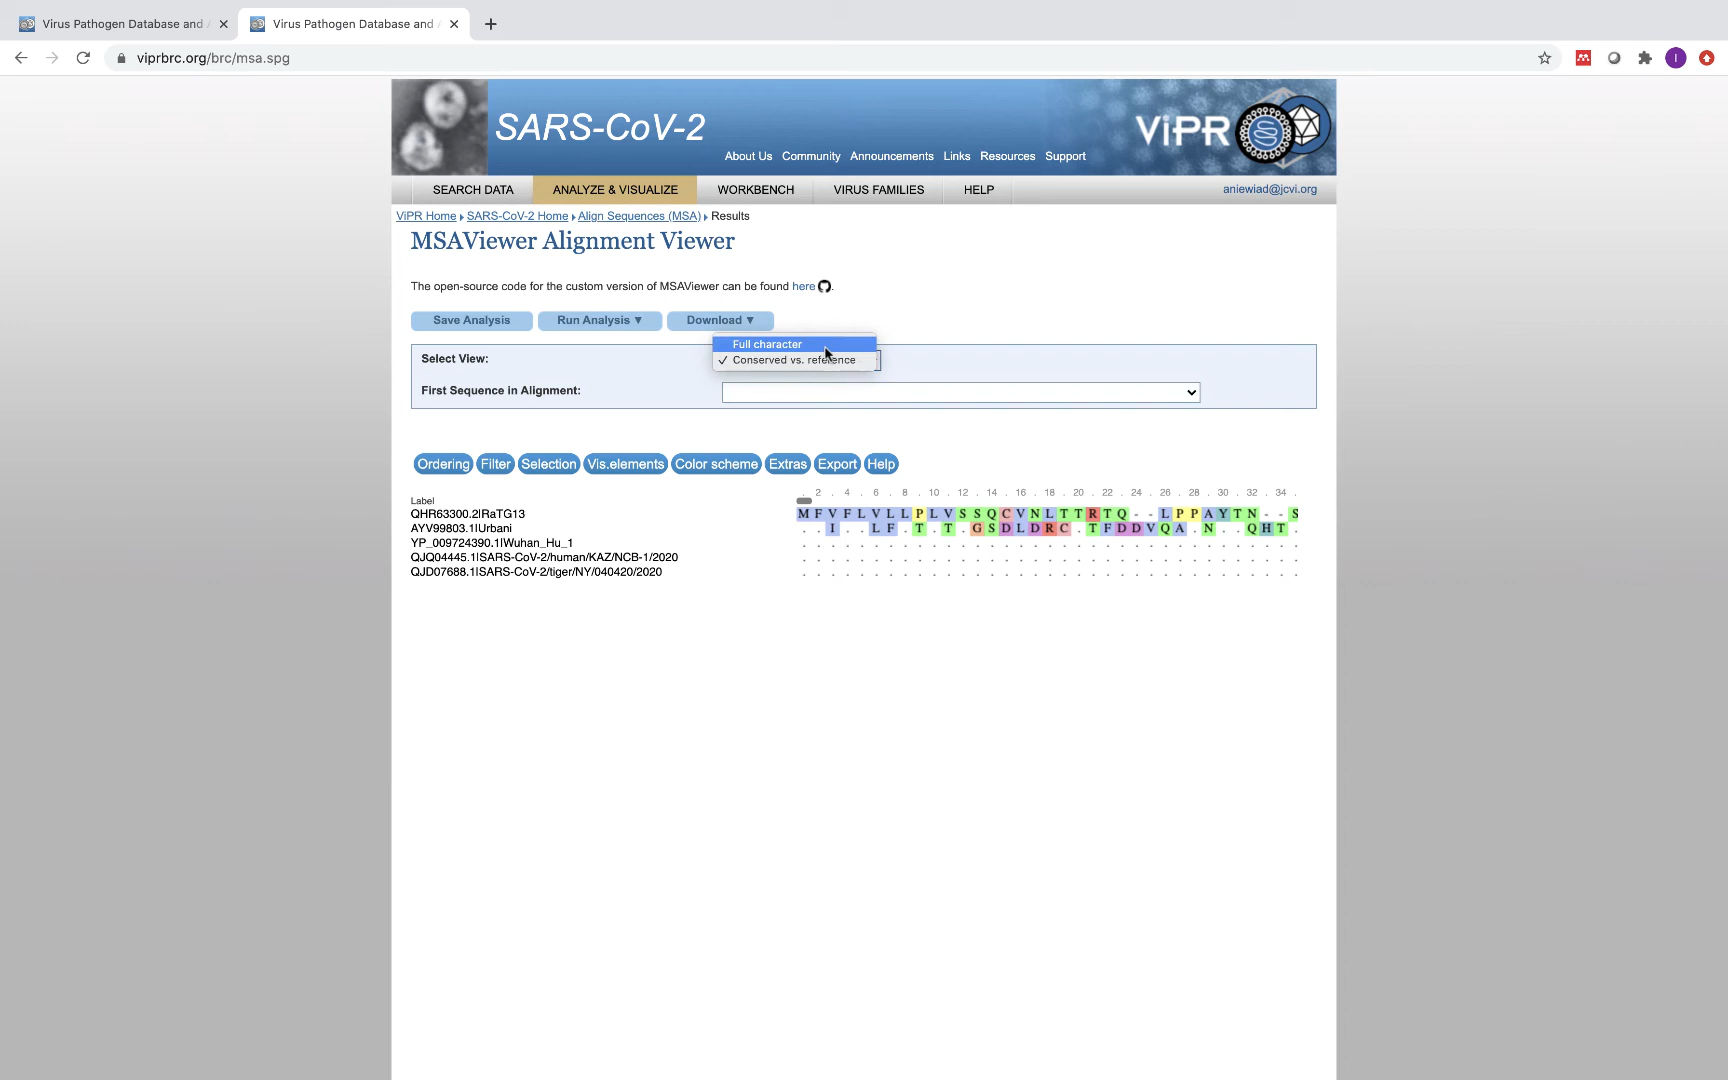 Virus Pathogen Database and
Virus Pathogen Database and
viprbrc.org/brc/msa.spg
I
SARS-CoV-2
ViPR
About Us Community Announcements Links Resources Support
SEARCH DATA ANALYZE & VISUALIZE WORKBENCH VIRUS FAMILIES HELP aniewiad@jcvi.org
ViPR Home SARS-CoV-2 Home Align Sequences (MSA) Results
MSAViewer Alignment Viewer
The open-source code for the custom version of MSAViewer can be found here.
Save Analysis Run Analysis ▼ Download ▼
Full character
Select View: ✓ Conserved vs. reference
First Sequence in Alignment:
Ordering Filter Selection Vis.elements Color scheme Extras Export Help
. 2 . 4 . 6 . 8 . 10 . 12 . 14 . 16 . 18 . 20 . 22 . 24 . 26 . 28 . 30 . 32 . 34 .
Label
QHR63300.2|RaTG13 M F V F L V L L P L V S S Q C V N L T T R T Q - - L P P A Y T N - - S
AYV99803.1|Urbani . . I . . L F . T . T . G S D L D R C . T F D D V Q A . N . . Q H T .
YP_009724390.1|Wuhan_Hu_1 . . . . . . . . . . . . . . . . . . . . . . . . . . . . . . . . . . .
QJQ04445.1|SARS-CoV-2/human/KAZ/NCB-1/2020 . . . . . . . . . . . . . . . . . . . . . . . . . . . . . . . . . . .
QJD07688.1|SARS-CoV-2/tiger/NY/040420/2020 . . . . . . . . . . . . . . . . . . . . . . . . . . . . . . . . . . .